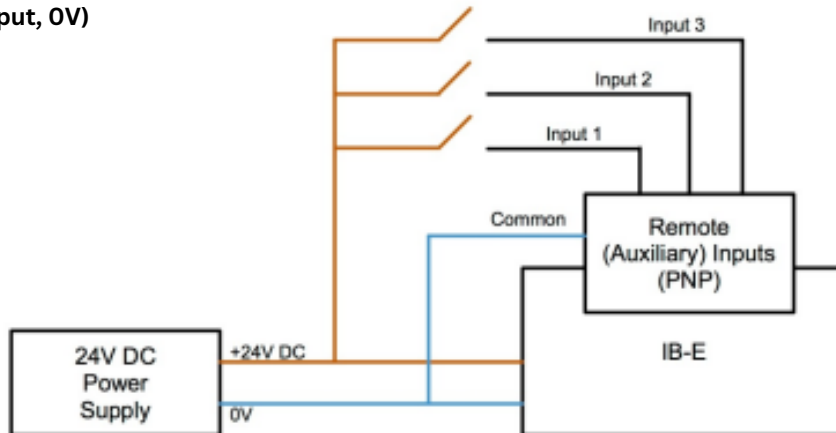 put, 0V)
Input 3
Input 2
Input 1
Common
Remote
(Auxiliary) Inputs
(PNP)
IB-E
24V DC
Power
Supply
+24V DC
0V